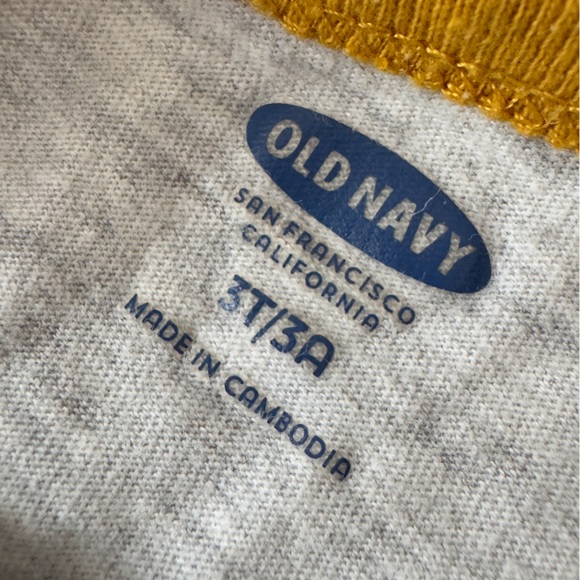 OLD NAVY
SAN FRANCISCO
CALIFORNIA
3T/3A
MADE IN CAMBODIA